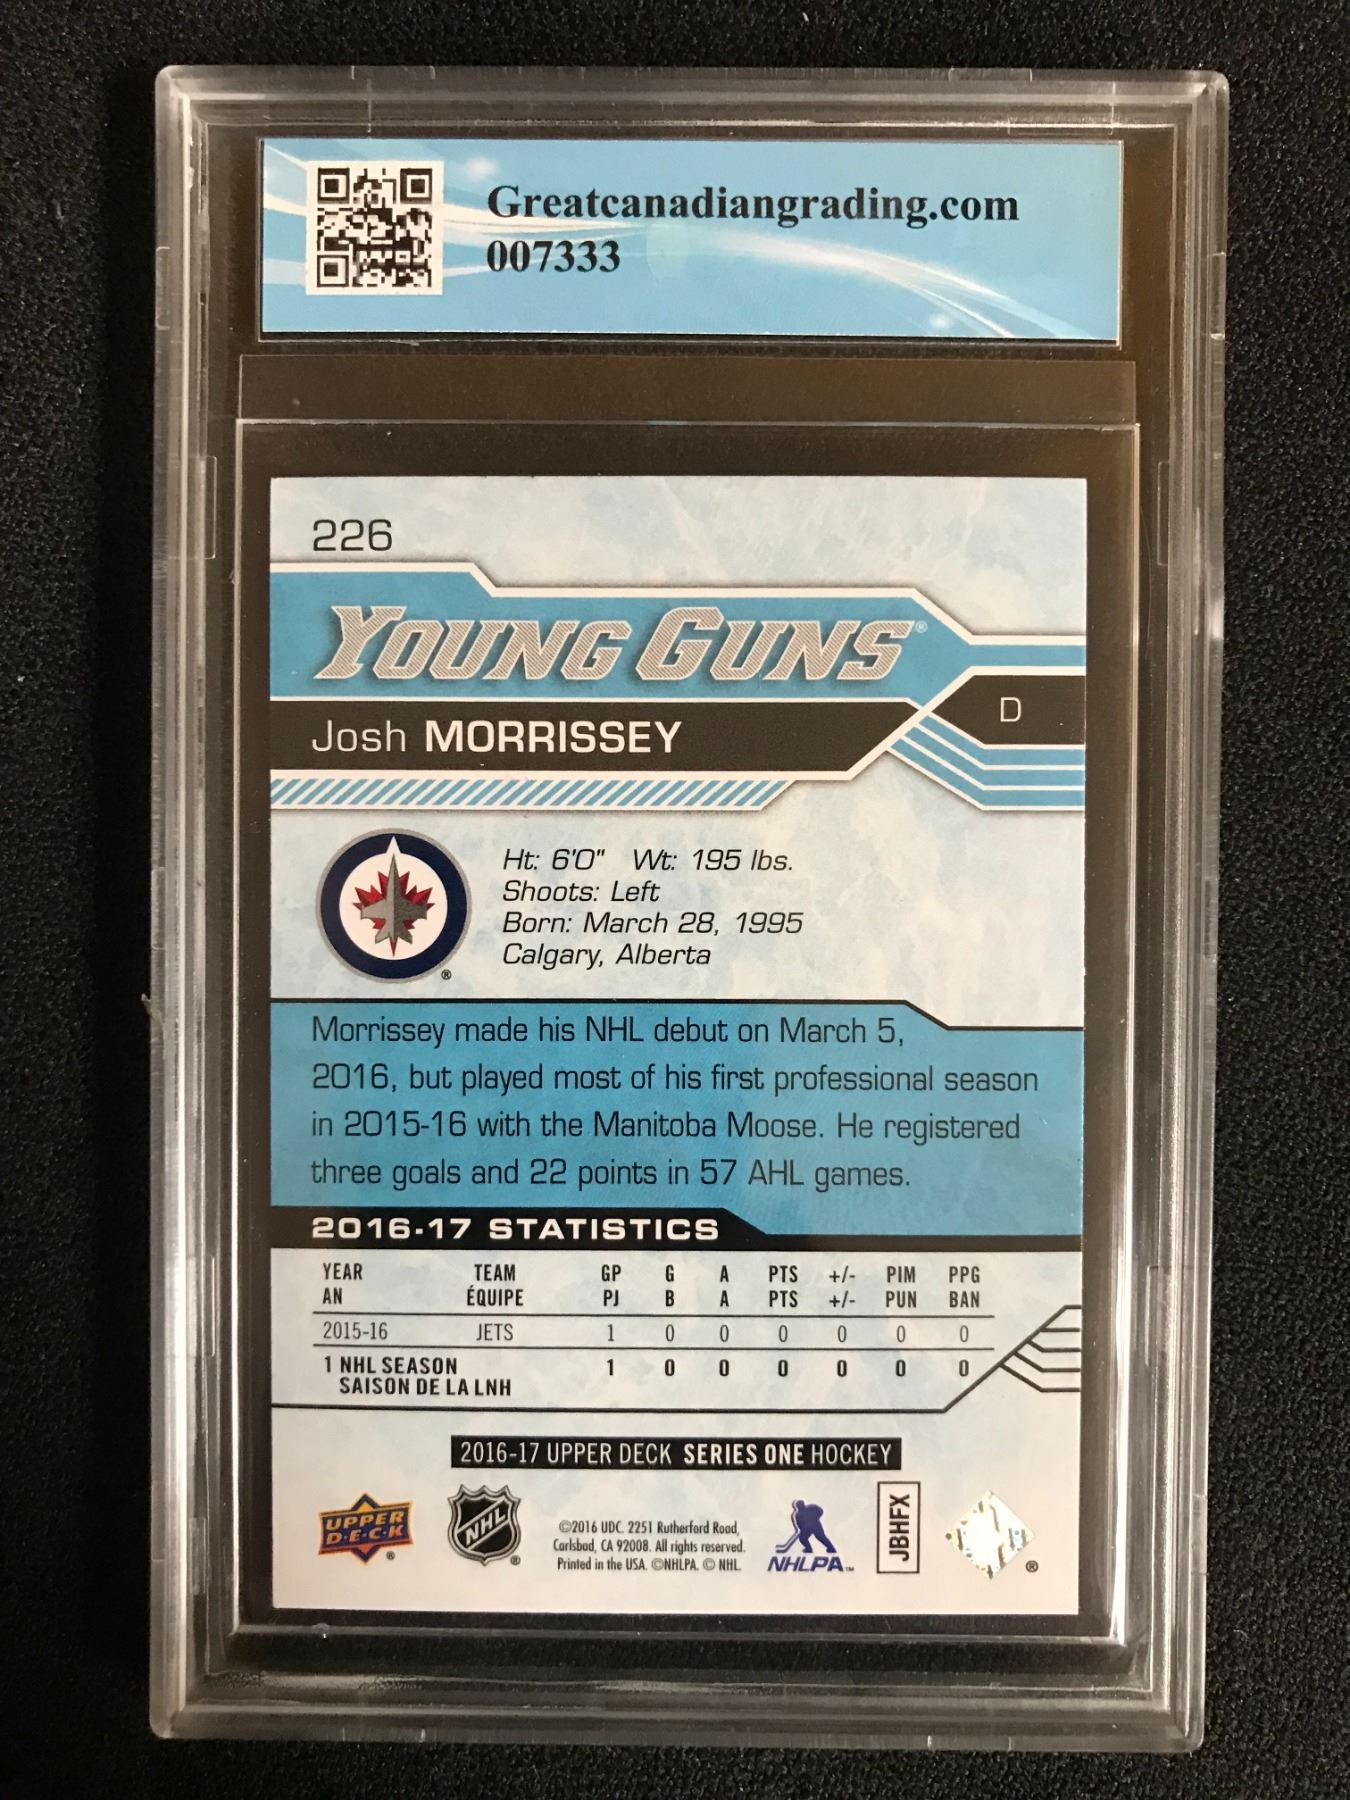 Greatcanadiangrading.com
007333
226
YOUNG GUNS®
Josh MORRISSEY
D
Ht: 6'0" Wt: 195 lbs.
Shoots: Left
Born: March 28, 1995
Calgary, Alberta
®
Morrissey made his NHL debut on March 5,
2016, but played most of his first professional season
in 2015-16 with the Manitoba Moose. He registered
three goals and 22 points in 57 AHL games.
2016-17 STATISTICS
YEAR TEAM GP G A PTS +/- PIM PPG
AN ÉQUIPE PJ B A PTS +/- PUN BAN
2015-16 JETS 1 0 0 0 0 0 0
1 NHL SEASON 1 0 0 0 0 0 0
SAISON DE LA LNH
2016-17 UPPER DECK SERIES ONE HOCKEY
UPPER
D·E·C·K
®
NHL
®
©2016 UDC. 2251 Rutherford Road,
Carlsbad, CA 92008. All rights reserved.
Printed in the USA. ©NHLPA. © NHL.
NHLPA™
JBHFX
®